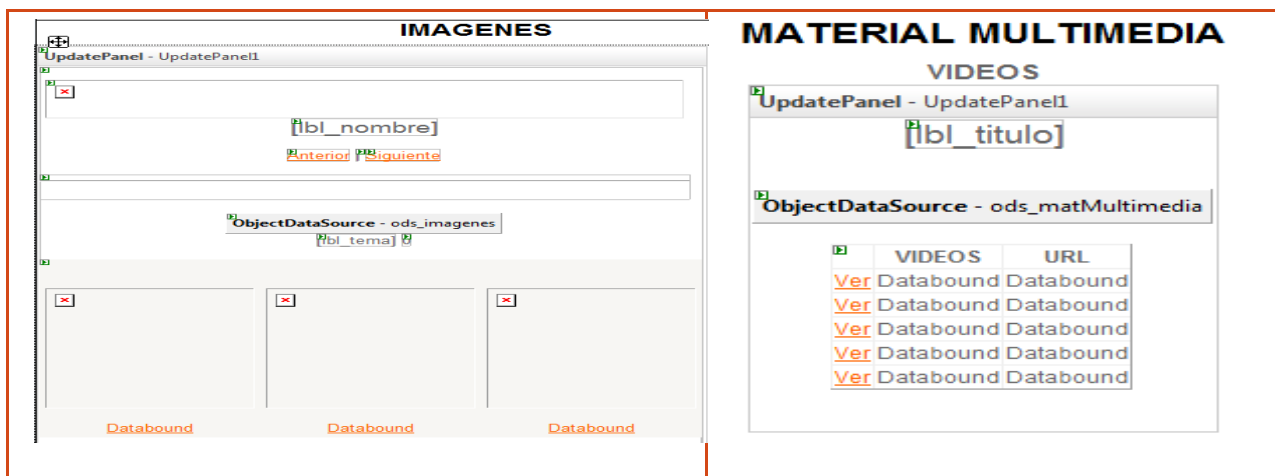 IMAGENES
UpdatePanel - UpdatePanel1
[lbl_nombre]
Anterior Siguiente
ObjectDataSource - ods_imagenes
[lbl_tema]
Databound Databound Databound
MATERIAL MULTIMEDIA
VIDEOS
UpdatePanel - UpdatePanel1
[lbl_titulo]
ObjectDataSource - ods_matMultimedia
VIDEOS URL
Ver Databound Databound
Ver Databound Databound
Ver Databound Databound
Ver Databound Databound
Ver Databound Databound